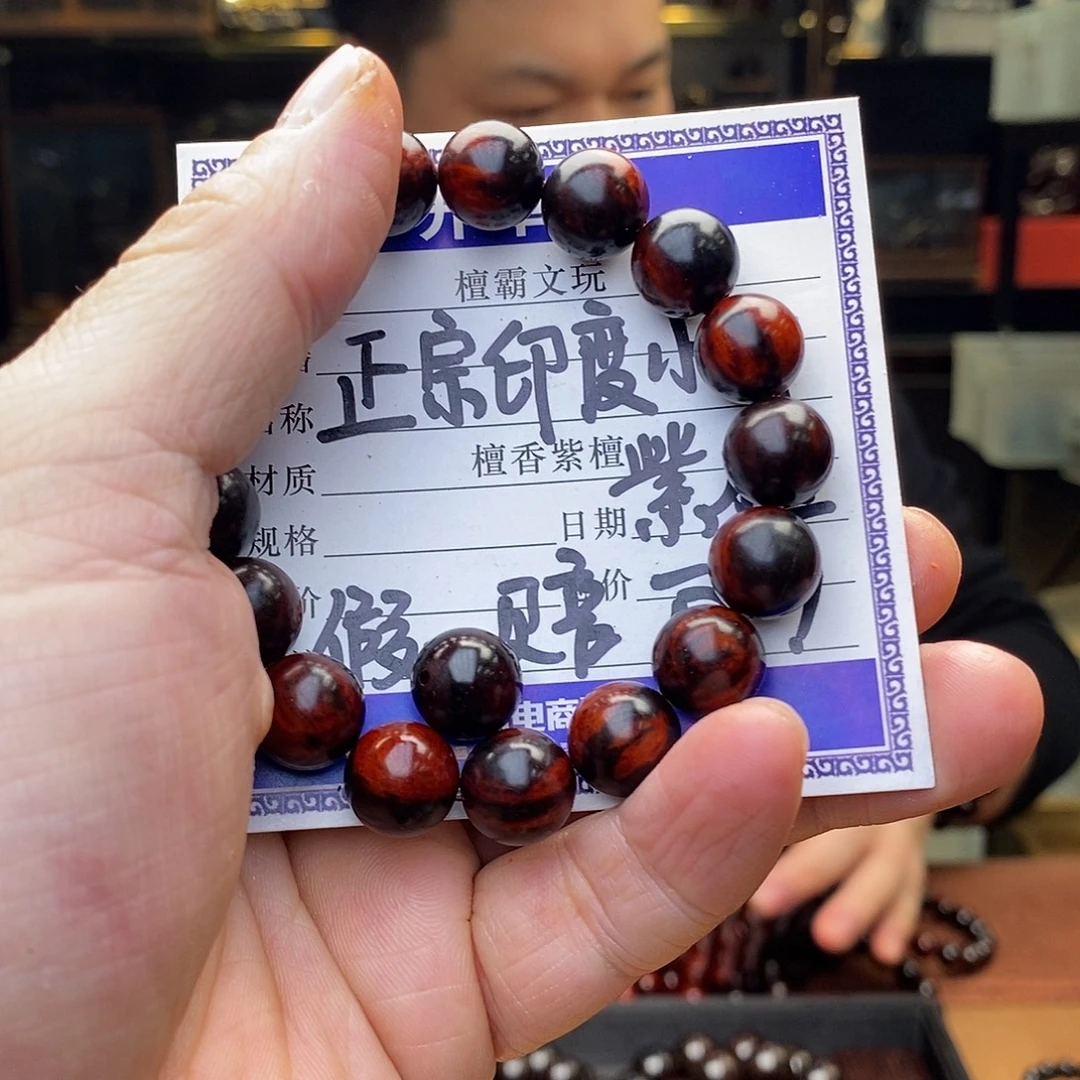 檀霸文玩
正宗印度小
称
材质 檀香紫檀
紫
规格 日期
价 价
假 赔
电商